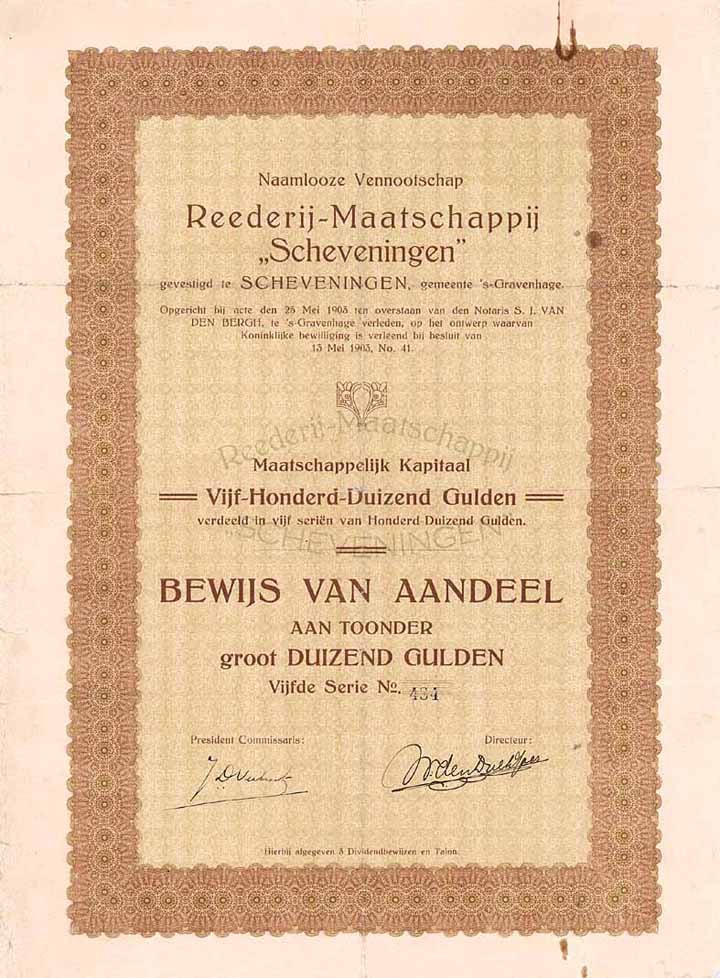 Naamlooze Vennootschap
Reederij-Maatschappij
„Scheveningen”
gevestigd te SCHEVENINGEN, gemeente 's-Gravenhage.
Opgericht bij acte den 25 Mei 1903 ten overstaan van den Notaris S. J. VAN
DEN BERGH, te 's-Gravenhage verleden, op het ontwerp waarvan
Koninklijke bewilliging is verleend bij besluit van
13 Mei 1903, No. 41.
Reederij-Maatschappij
Maatschappelijk Kapitaal
Vijf-Honderd-Duizend Gulden
verdeeld in vijf seriën van Honderd-Duizend Gulden.
„SCHEVENINGEN”
BEWIJS VAN AANDEEL
AAN TOONDER
groot DUIZEND GULDEN
Vijfde Serie No. 434
President Commissaris:
Directeur:
Hierbij afgegeven 5 Dividendbewijzen en Talon.